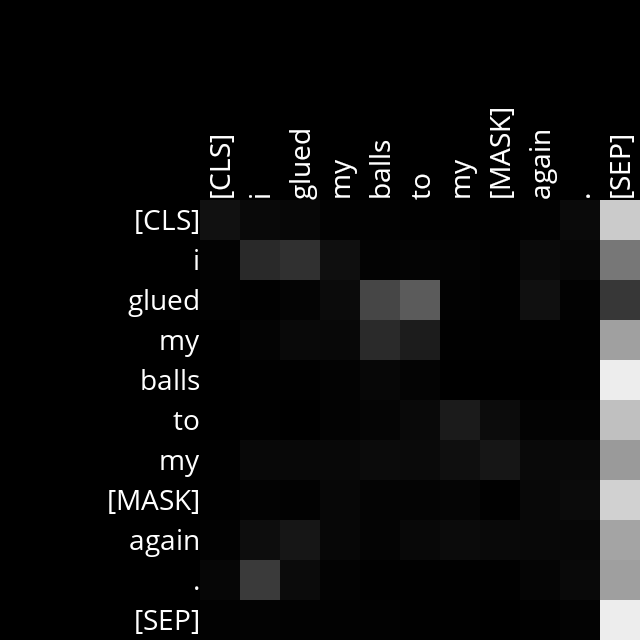 [CLS] i glued my balls to my [MASK] again . [SEP]
[CLS]
i
glued
my
balls
to
my
[MASK]
again
.
[SEP]